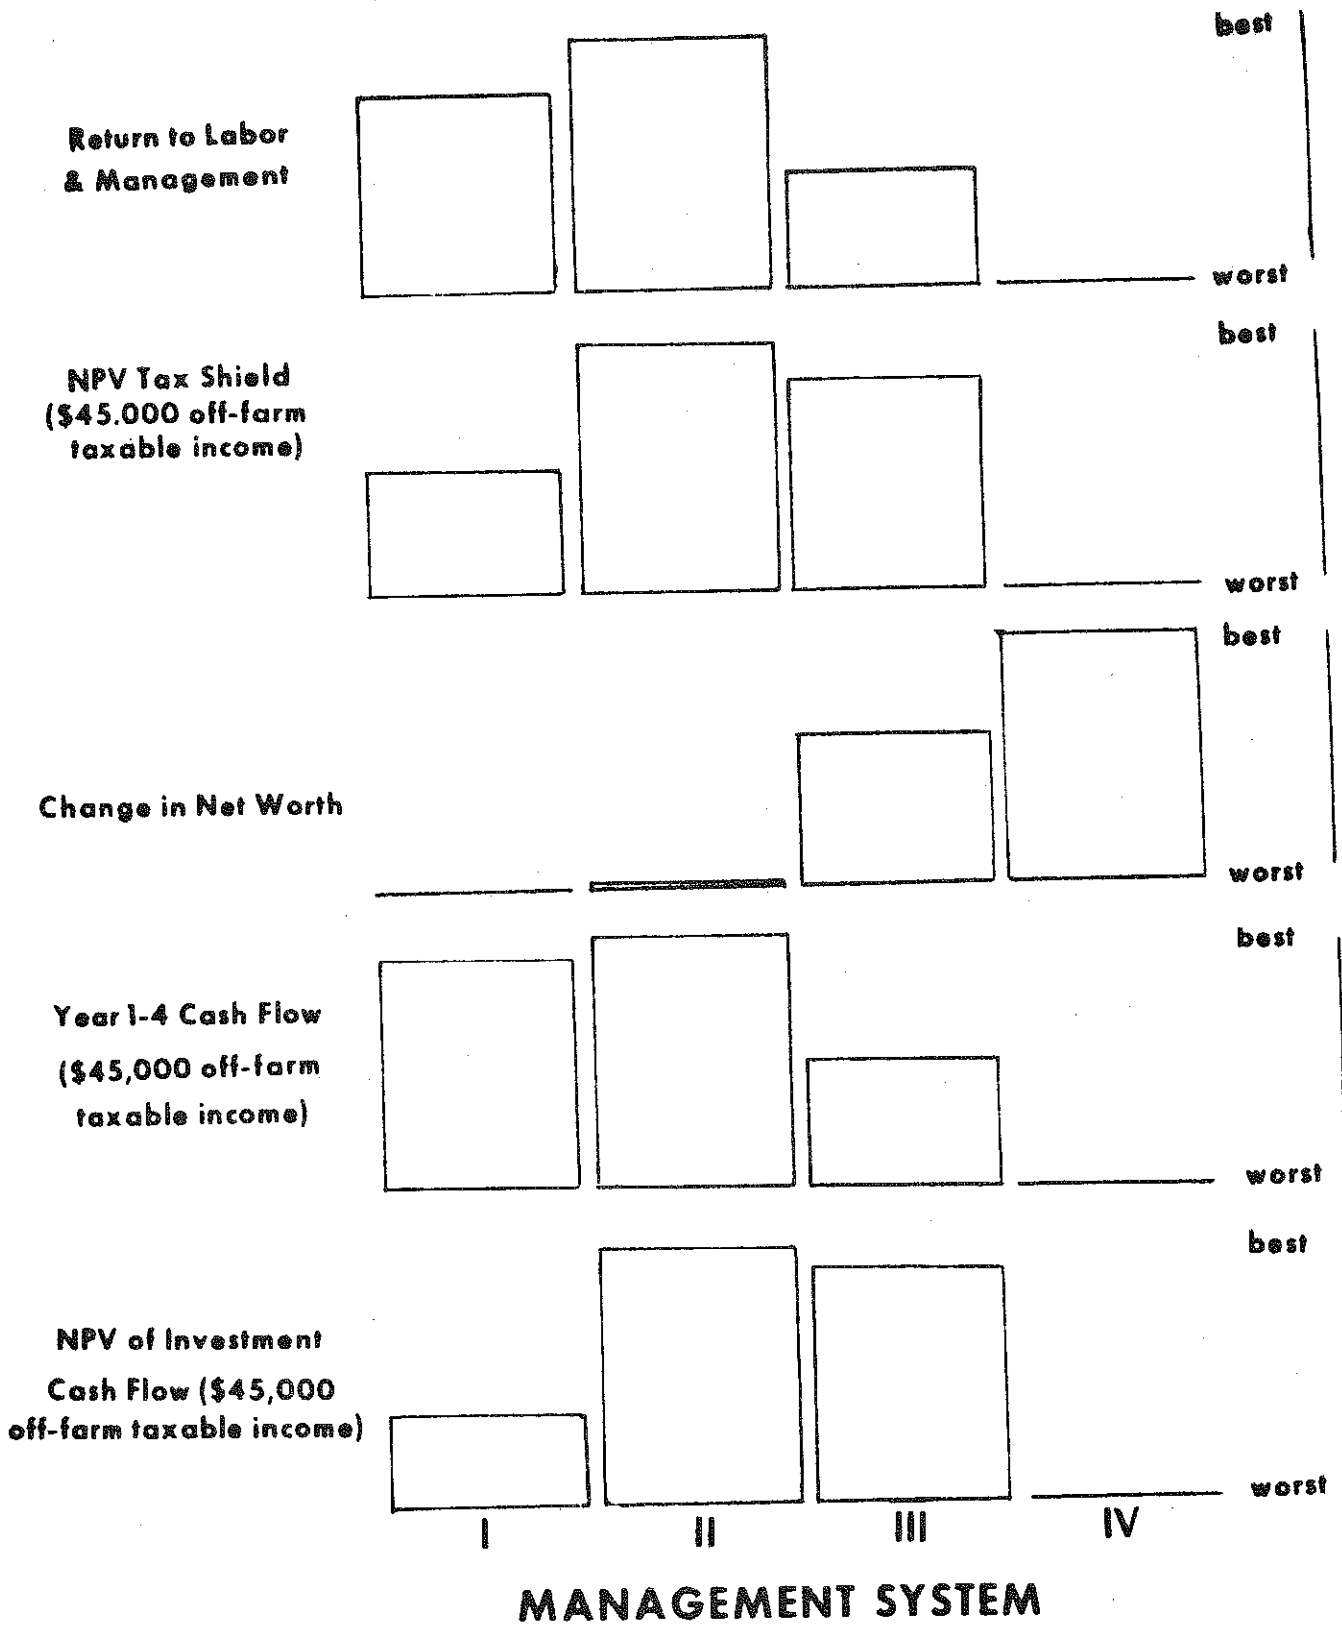 best
Return to Labor
& Management
worst
best
NPV Tax Shield
($45.000 off-farm
taxable income)
worst
best
Change in Net Worth
worst
best
Year 1-4 Cash Flow
($45,000 off-farm
taxable income)
worst
best
NPV of Investment
Cash Flow ($45,000
off-farm taxable income)
worst
I II III IV
MANAGEMENT SYSTEM